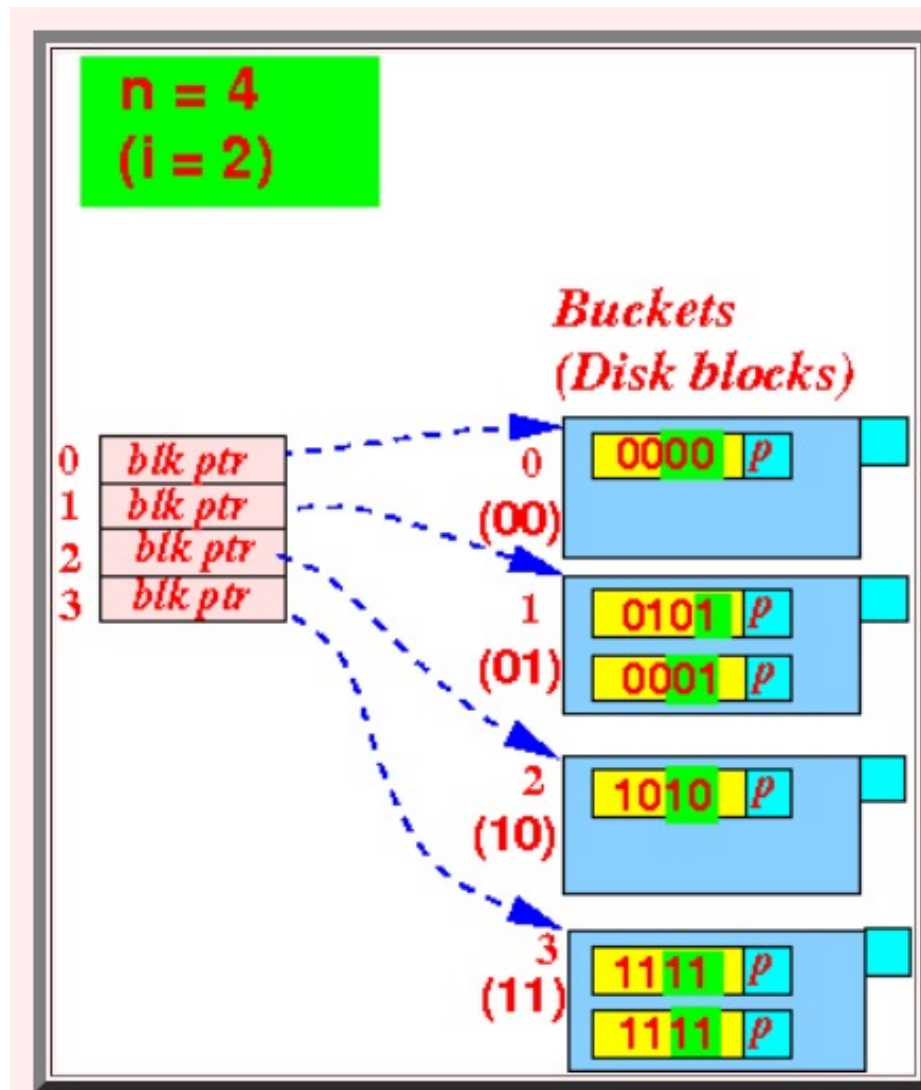 n = 4
(i = 2)
Buckets
(Disk blocks)
0 blk ptr
1 blk ptr
2 blk ptr
3 blk ptr
0
(00)
0000 p
1
(01)
0101 p
0001 p
2
(10)
1010 p
3
(11)
1111 p
1111 p